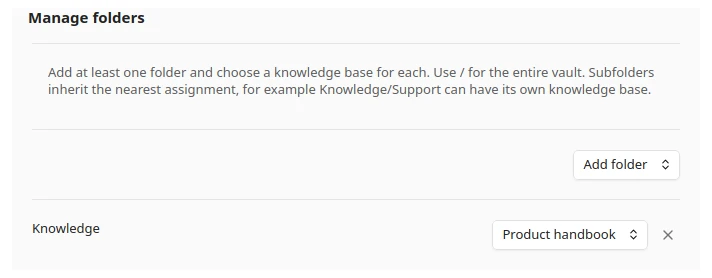 Manage folders
Add at least one folder and choose a knowledge base for each. Use / for the entire vault. Subfolders
inherit the nearest assignment, for example Knowledge/Support can have its own knowledge base.
Add folder
Knowledge
Product handbook